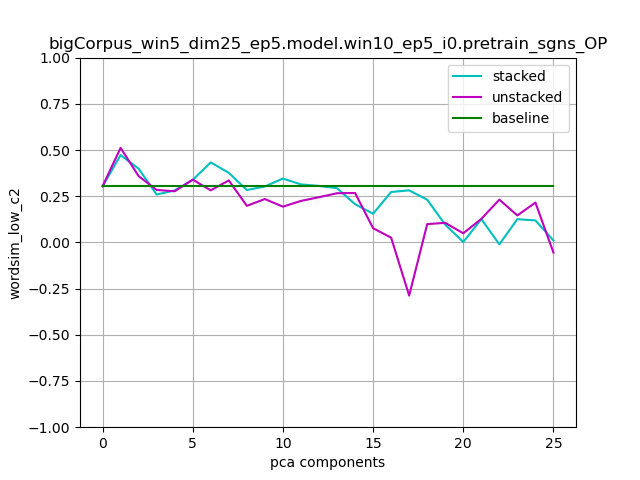 bigCorpus_win5_dim25_ep5.model.win10_ep5_i0.pretrain_sgns_OP
1.00
0.75
0.50
0.25
0.00
−0.25
−0.50
−0.75
−1.00
wordsim_low_c2
stacked
unstacked
baseline
0 5 10 15 20 25
pca components